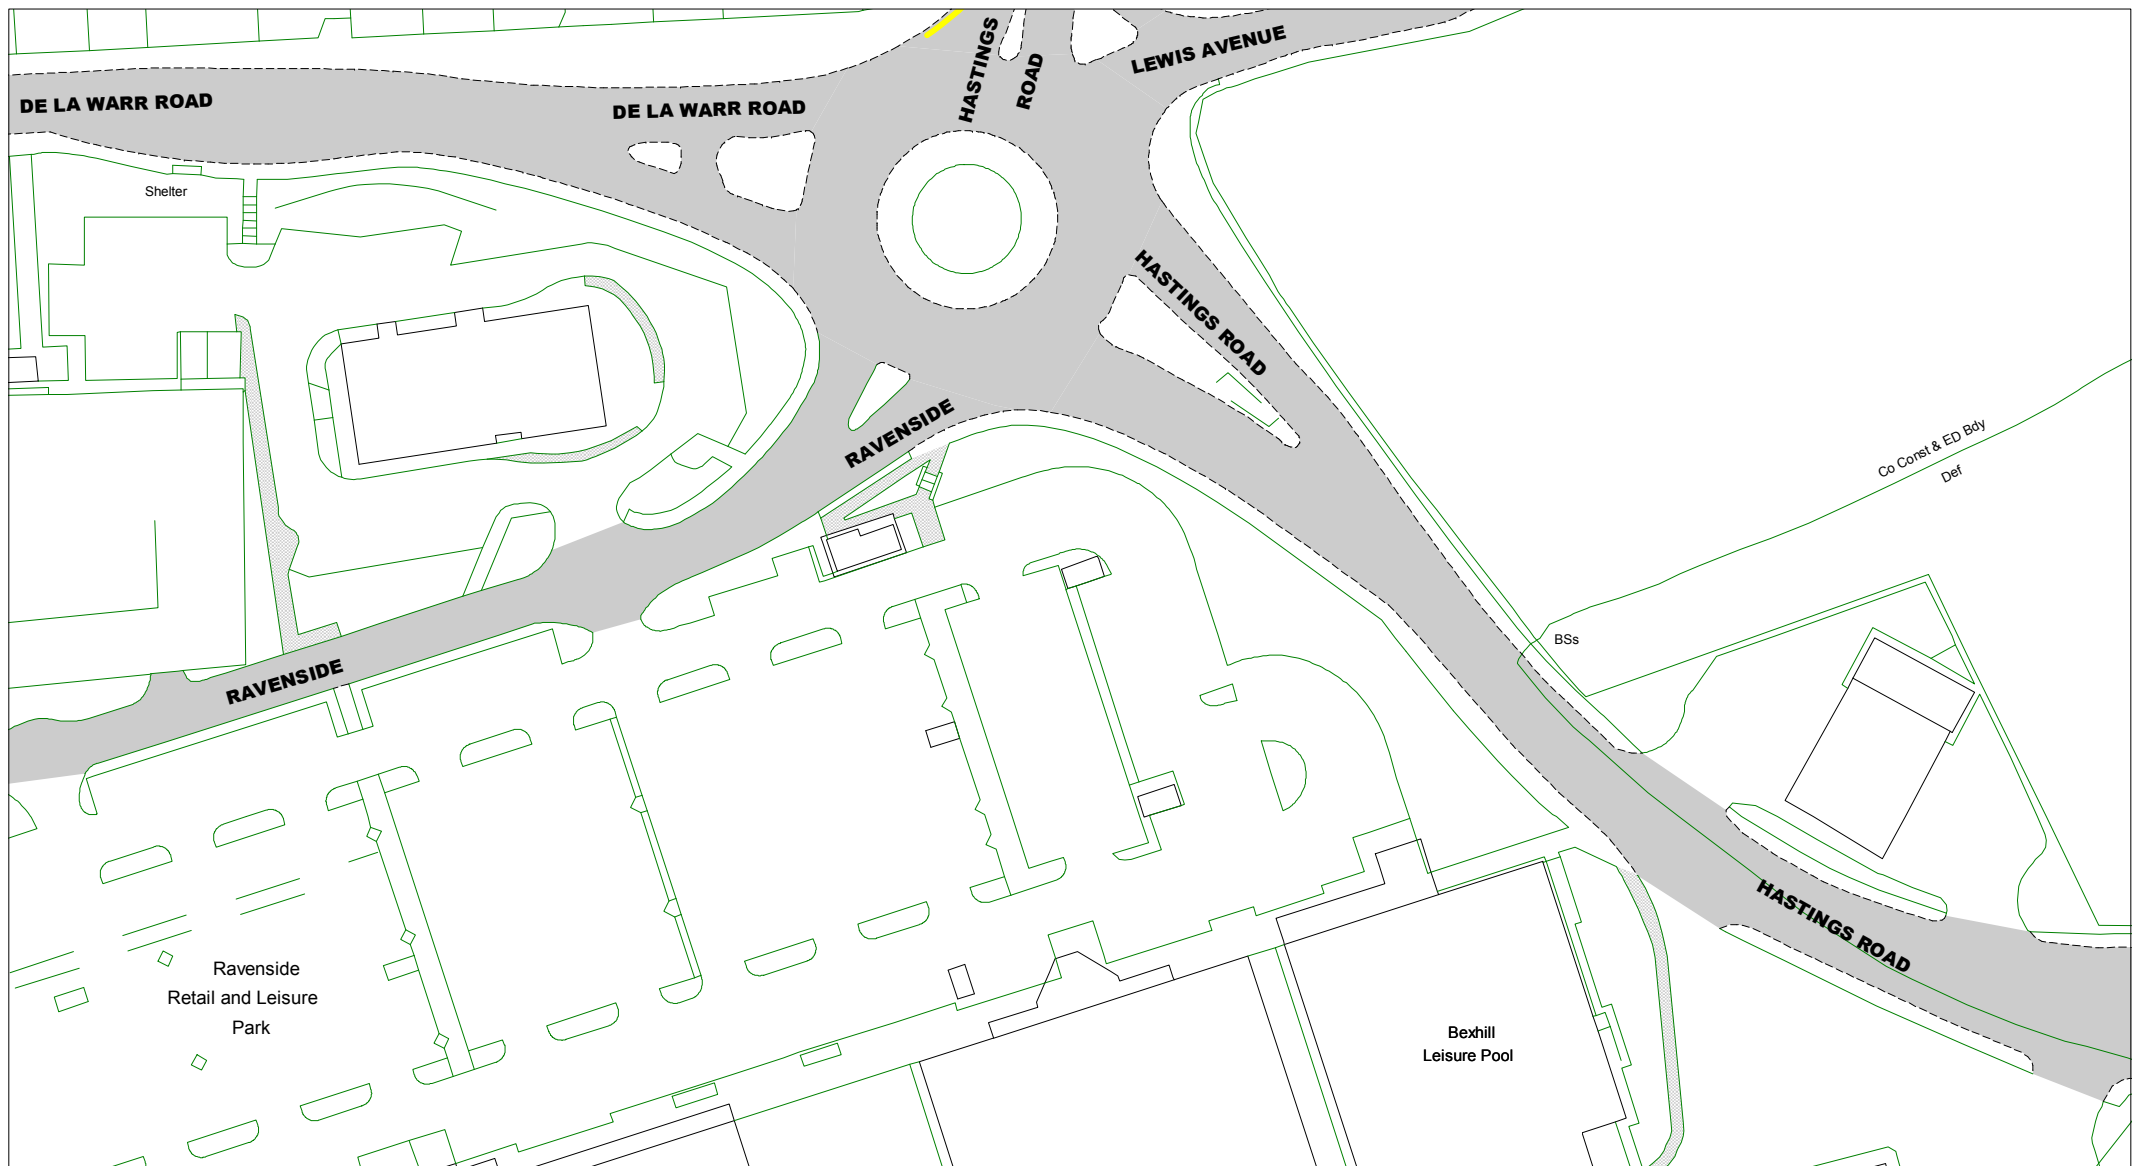 HASTINGS
ROAD
LEWIS AVENUE
DE LA WARR ROAD
DE LA WARR ROAD
Shelter
HASTINGS ROAD
RAVENSIDE
Co Const & ED Bdy
Def
BSs
RAVENSIDE
HASTINGS ROAD
Ravenside
Retail and Leisure
Park
Bexhill
Leisure Pool